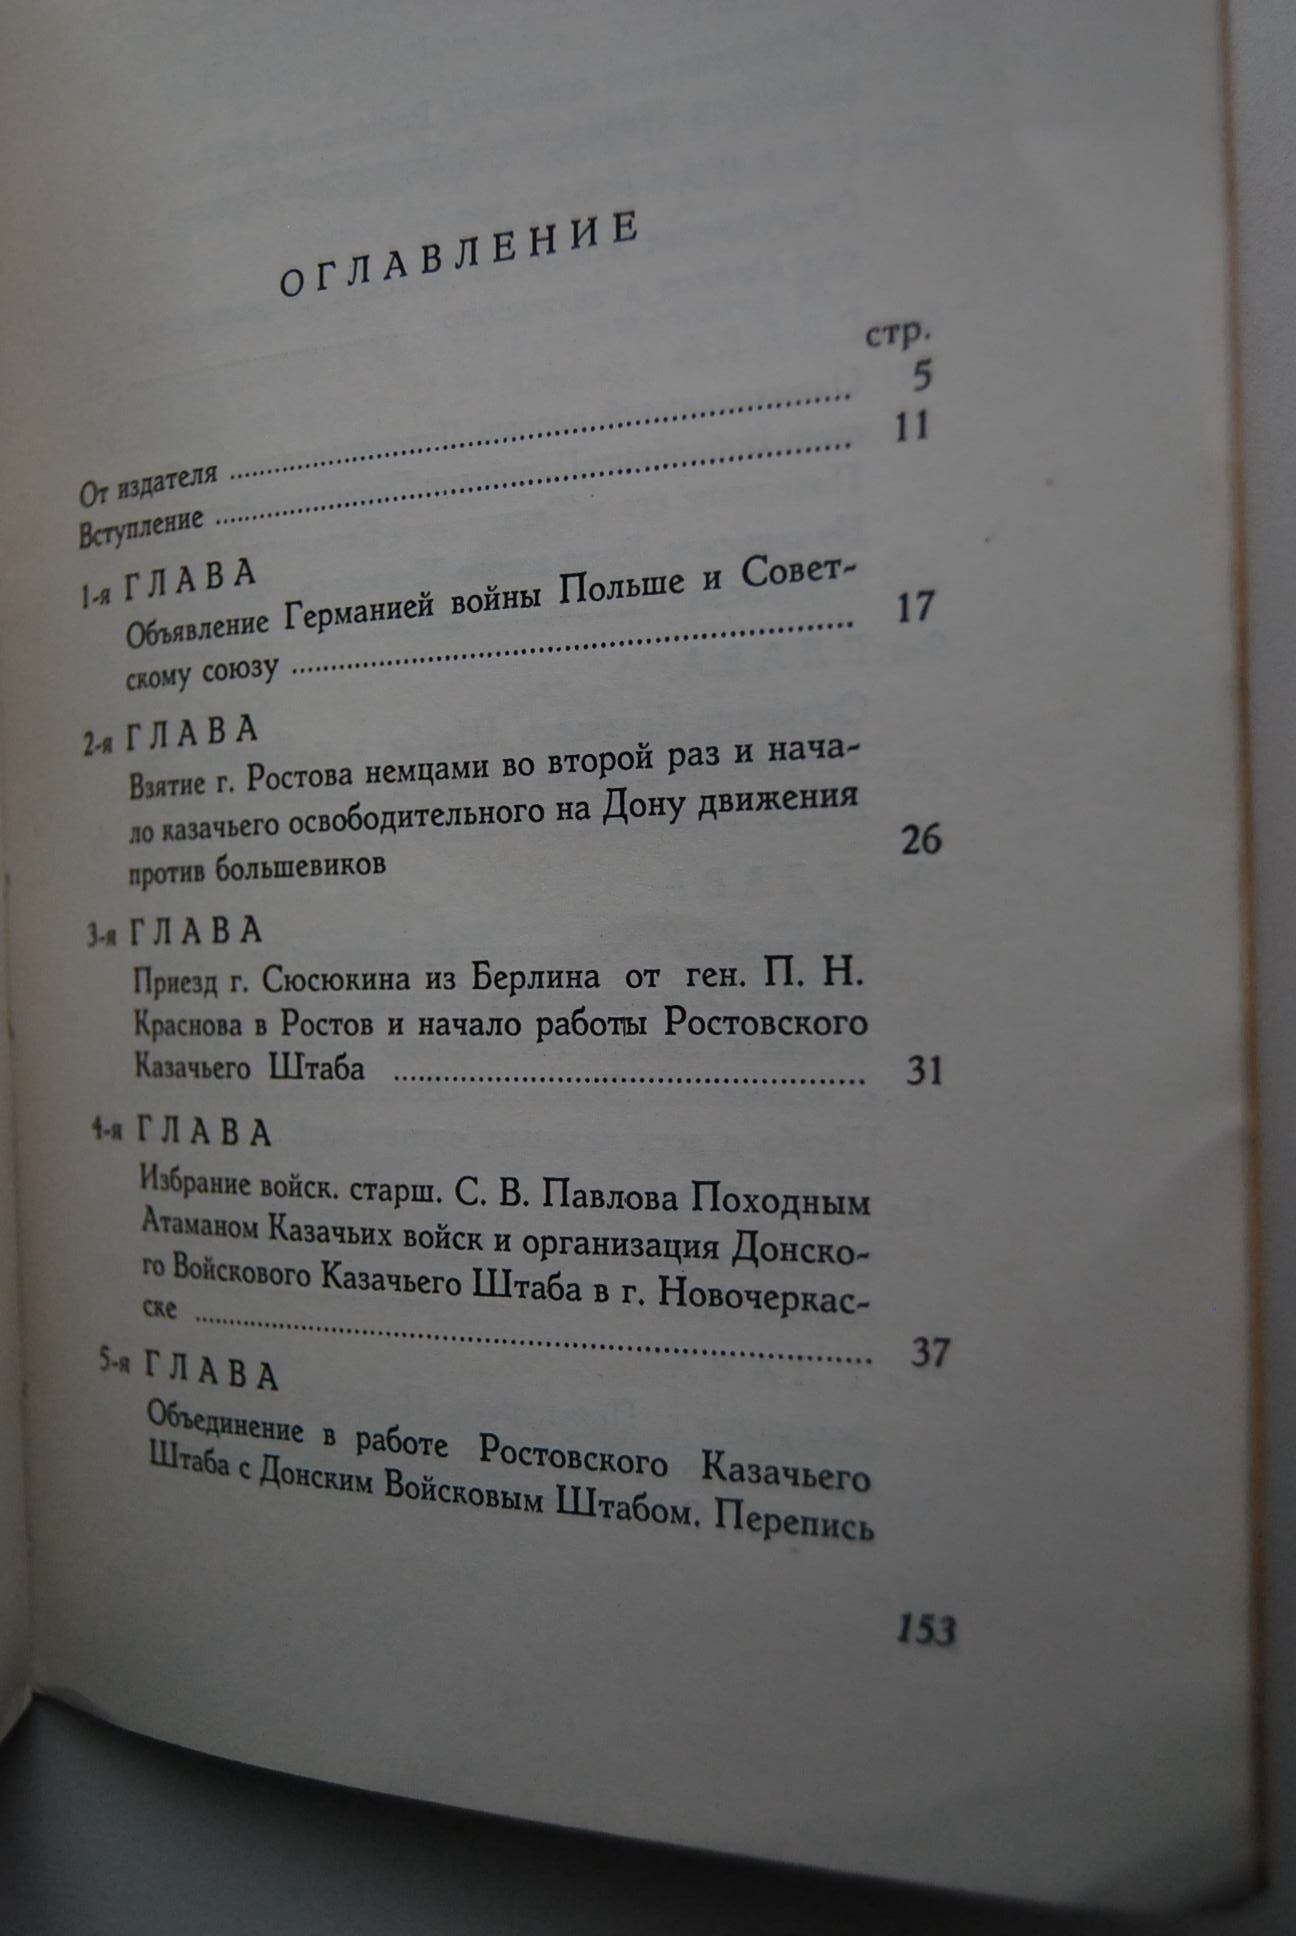 ОГЛАВЛЕНИЕ
стр.
От издателя ........................ 5
Вступление ........................ 11
1-я ГЛАВА
Объявление Германией войны Польше и Совет-
скому союзу ........................ 17
2-я ГЛАВА
Взятие г. Ростова немцами во второй раз и нача-
ло казачьего освободительного на Дону движения
против большевиков 26
3-я ГЛАВА
Приезд г. Сюсюкина из Берлина от ген. П. Н.
Краснова в Ростов и начало работы Ростовского
Казачьего Штаба ........................ 31
4-я ГЛАВА
Избрание войск. старш. С. В. Павлова Походным
Атаманом Казачьих войск и организация Донско-
го Войскового Казачьего Штаба в г. Новочеркас-
ске ........................ 37
5-я ГЛАВА
Объединение в работе Ростовского Казачьего
Штаба с Донским Войсковым Штабом. Перепись
153